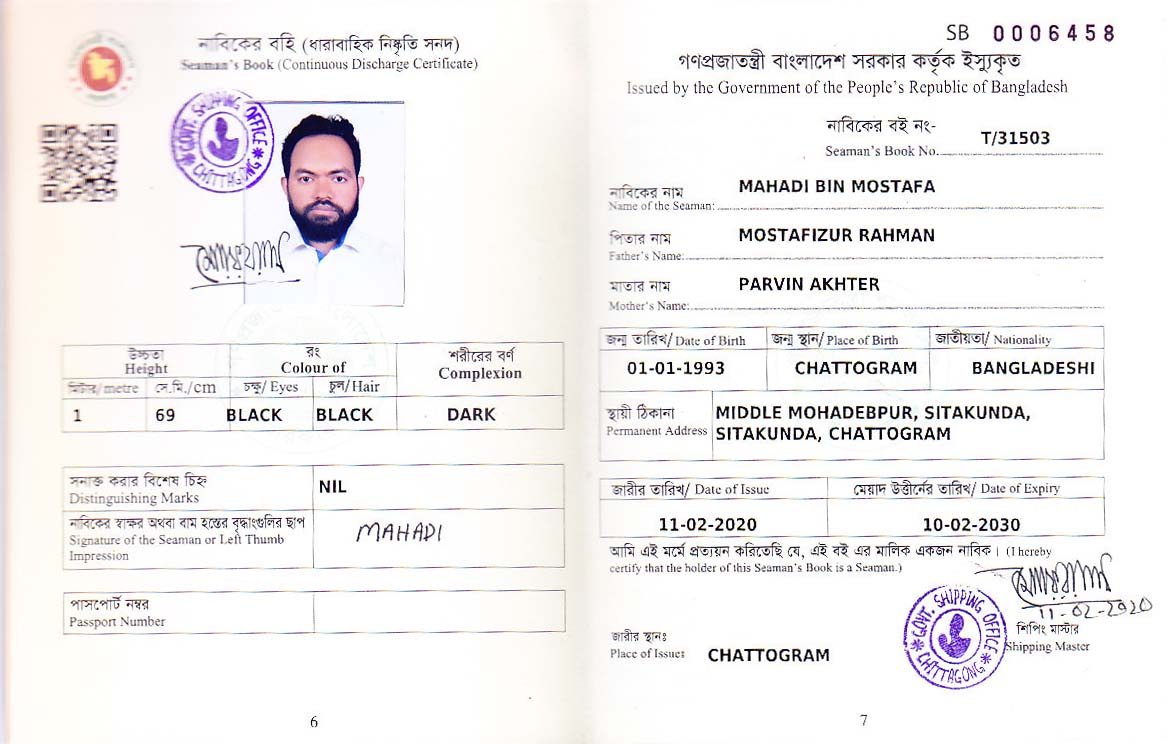 নাবিকের বহি (ধারাবাহিক নিষ্কৃতি সনদ)
Seaman's Book (Continuous Discharge Certificate)
GOVT. SHIPPING OFFICE
CHITTAGONG
উচ্চতা
Height
রং
Colour of
শরীরের বর্ণ
Complexion
মিটার/metre
সে.মি./cm
চক্ষু/Eyes
চুল/Hair
1
69
BLACK
BLACK
DARK
সনাক্ত করার বিশেষ চিহ্ন
Distinguishing Marks
NIL
নাবিকের স্বাক্ষর অথবা বাম হস্তের বৃদ্ধাংগুলির ছাপ
Signature of the Seaman or Left Thumb
Impression
MAHADI
পাসপোর্ট নম্বর
Passport Number
6
SB 0006458
গণপ্রজাতন্ত্রী বাংলাদেশ সরকার কর্তৃক ইস্যুকৃত
Issued by the Government of the People's Republic of Bangladesh
নাবিকের বই নং-
Seaman's Book No.
T/31503
নাবিকের নাম
Name of the Seaman:
MAHADI BIN MOSTAFA
পিতার নাম
Father's Name:
MOSTAFIZUR RAHMAN
মাতার নাম
Mother's Name:
PARVIN AKHTER
জন্ম তারিখ/ Date of Birth
জন্ম স্থান/ Place of Birth
জাতীয়তা/ Nationality
01-01-1993
CHATTOGRAM
BANGLADESHI
স্থায়ী ঠিকানা
Permanent Address
MIDDLE MOHADEBPUR, SITAKUNDA,
SITAKUNDA, CHATTOGRAM
জারীর তারিখ/ Date of Issue
মেয়াদ উত্তীর্নের তারিখ/ Date of Expiry
11-02-2020
10-02-2030
আমি এই মর্মে প্রত্যয়ন করিতেছি যে, এই বই এর মালিক একজন নাবিক। (I hereby
certify that the holder of this Seaman's Book is a Seaman.)
11-02-2020
শিপিং মাস্টার
Shipping Master
GOVT. SHIPPING OFFICE
CHITTAGONG
জারীর স্থানঃ
Place of Issue:
CHATTOGRAM
7